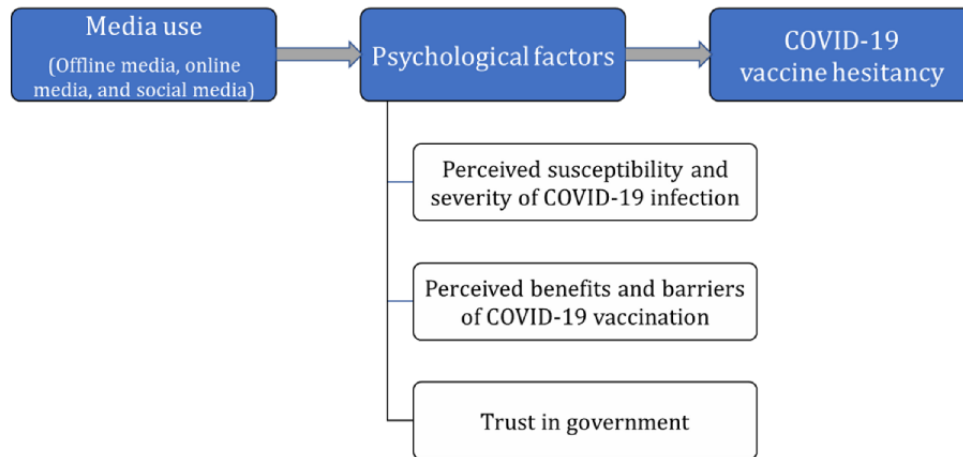 Media use
(Offline media, online
media, and social media)
Psychological factors
COVID-19
vaccine hesitancy
Perceived susceptibility and
severity of COVID-19 infection
Perceived benefits and barriers
of COVID-19 vaccination
Trust in government